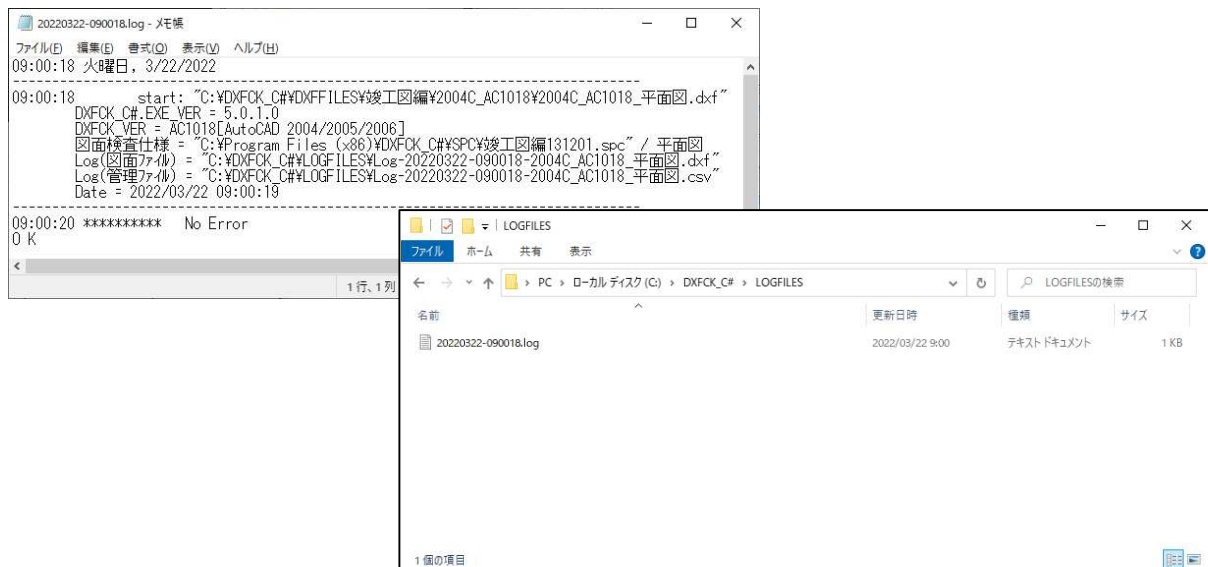 20220322-090018.log - メモ帳
ファイル(F) 編集(E) 書式(O) 表示(V) ヘルプ(H)
09:00:18 火曜日, 3/22/2022
--------------------------------------------------------------------------------
09:00:18 start: "C:¥DXFCK_C#¥DXFFILES¥竣工図編¥2004C_AC1018¥2004C_AC1018_平面図.dxf"
DXFCK_C#.EXE_VER = 5.0.1.0
DXFCK_VER = AC1018[AutoCAD 2004/2005/2006]
図面検査仕様 = "C:¥Program Files (x86)¥DXFCK_C#¥SPC¥竣工図編131201.spc" / 平面図
Log(図面ファイル) = "C:¥DXFCK_C#¥LOGFILES¥Log-20220322-090018-2004C_AC1018_平面図.dxf"
Log(管理ファイル) = "C:¥DXFCK_C#¥LOGFILES¥Log-20220322-090018-2004C_AC1018_平面図.csv"
Date = 2022/03/22 09:00:19
--------------------------------------------------------------------------------
09:00:20 ********** No Error
O K
1行、1列
LOGFILES
ファイル ホーム 共有 表示
PC › ローカル ディスク (C:) › DXFCK_C# › LOGFILES
LOGFILESの検索
名前 更新日時 種類 サイズ
20220322-090018.log 2022/03/22 9:00 テキスト ドキュメント 1 KB
1 個の項目